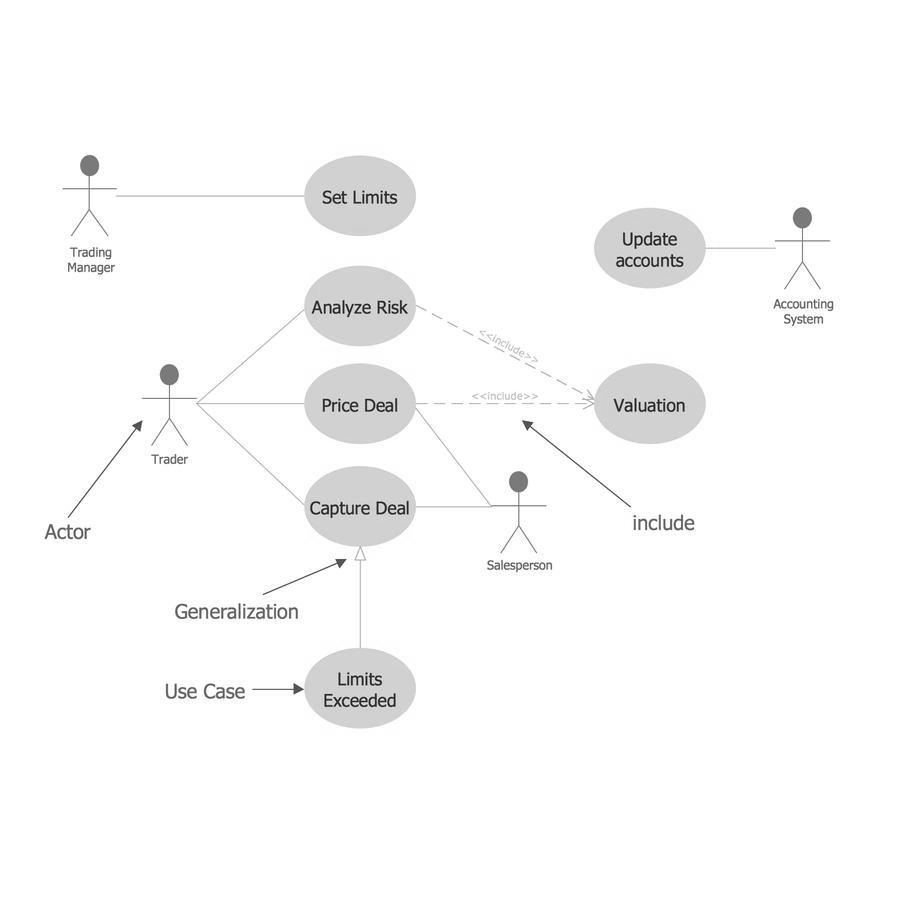 Set Limits
Trading
Manager
Update
accounts
Accounting
System
Analyze Risk
<<include>>
Price Deal
<<include>>
Valuation
Trader
Actor
Capture Deal
include
Salesperson
Generalization
Limits
Exceeded
Use Case